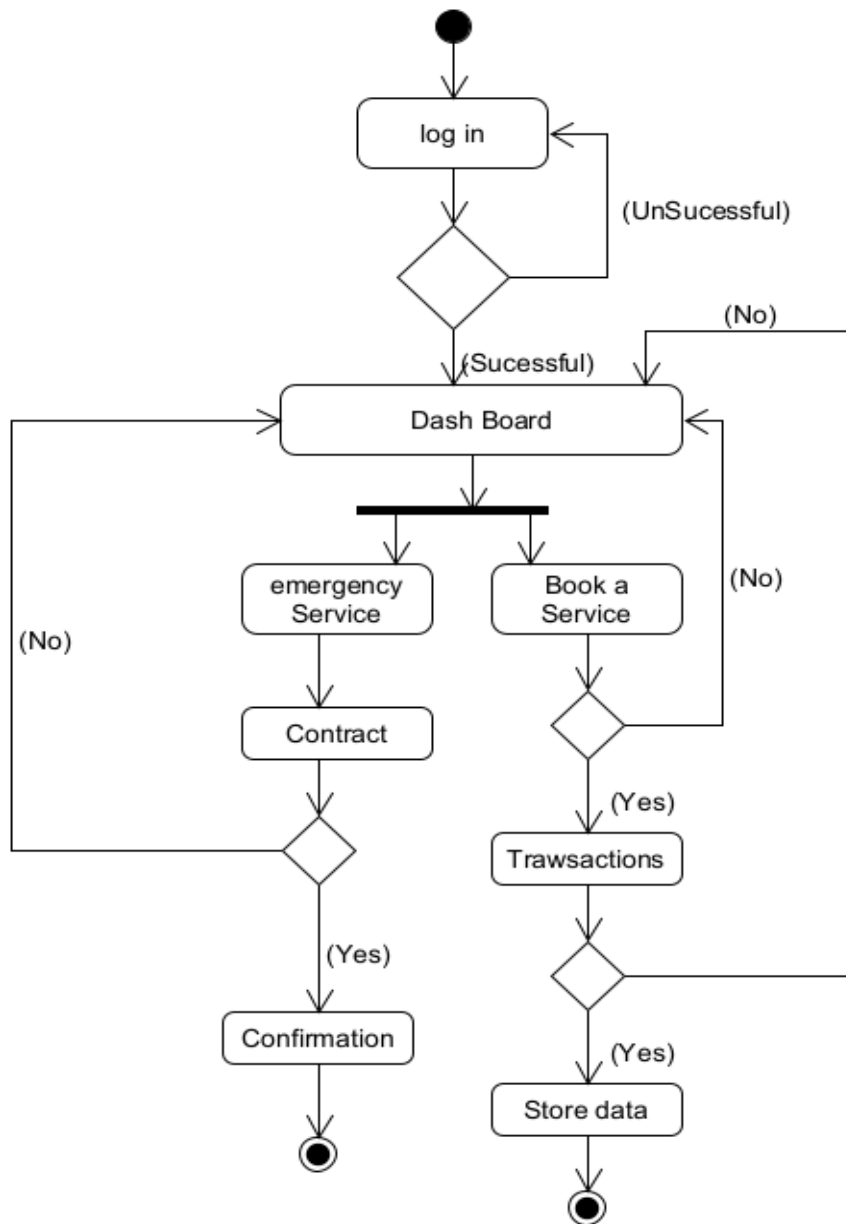 log in
(UnSucessful)
(No)
(Sucessful)
Dash Board
emergency
Service
Book a
Service
(No)
(No)
Contract
(Yes)
Trawsactions
(Yes)
Confirmation
(Yes)
Store data